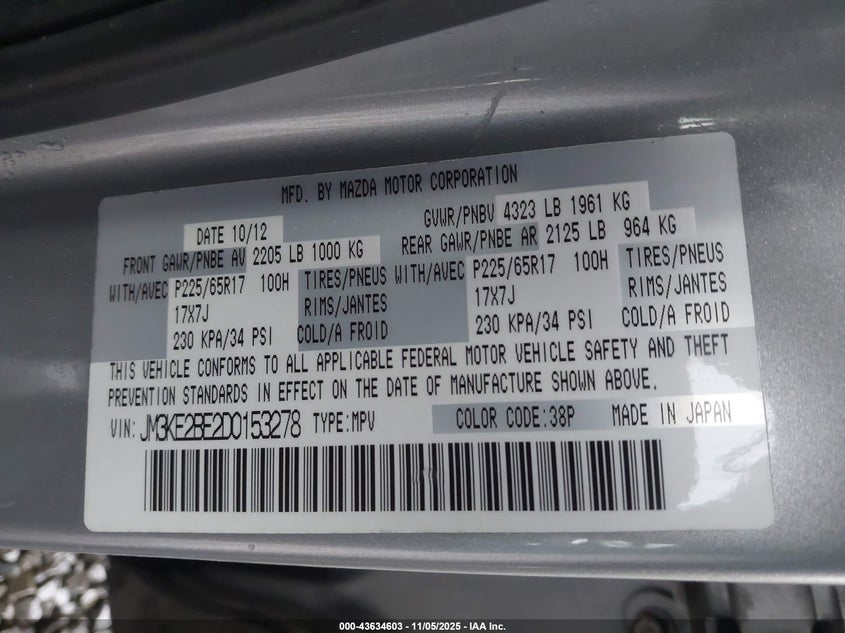 MFD. BY MAZDA MOTOR CORPORATION
DATE 10/12 GVWR/PNBV 4323 LB 1961 KG
FRONT GAWR/PNBE AV 2205 LB 1000 KG REAR GAWR/PNBE AR 2125 LB 964 KG
WITH/AVEC P225/65R17 100H TIRES/PNEUS WITH/AVEC P225/65R17 100H TIRES/PNEUS
17X7J RIMS/JANTES 17X7J RIMS/JANTES
230 KPA/34 PSI COLD/A FROID 230 KPA/34 PSI COLD/A FROID
THIS VEHICLE CONFORMS TO ALL APPLICABLE FEDERAL MOTOR VEHICLE SAFETY AND THEFT
PREVENTION STANDARDS IN EFFECT ON THE DATE OF MANUFACTURE SHOWN ABOVE.
VIN: JM3KE2BE2D0153278 TYPE:MPV COLOR CODE:38P MADE IN JAPAN
000-43634603 - 11/05/2025 - IAA Inc.